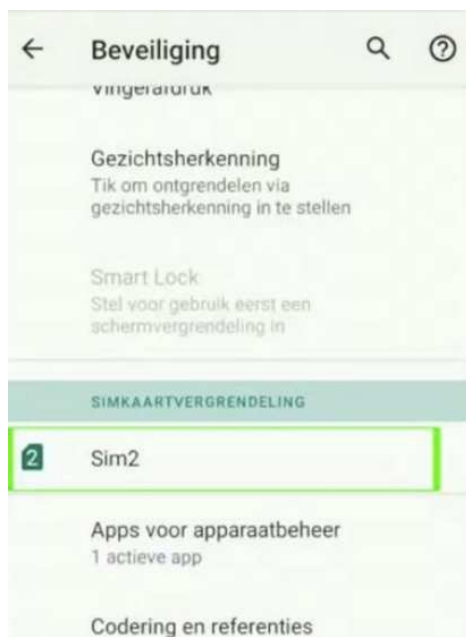 Beveiliging
Vingerafdruk
Gezichtsherkenning
Tik om ontgrendelen via
gezichtsherkenning in te stellen
Smart Lock
Stel voor gebruik eerst een
schermvergrendeling in
SIMKAARTVERGRENDELING
2 Sim2
Apps voor apparaatbeheer
1 actieve app
Codering en referenties